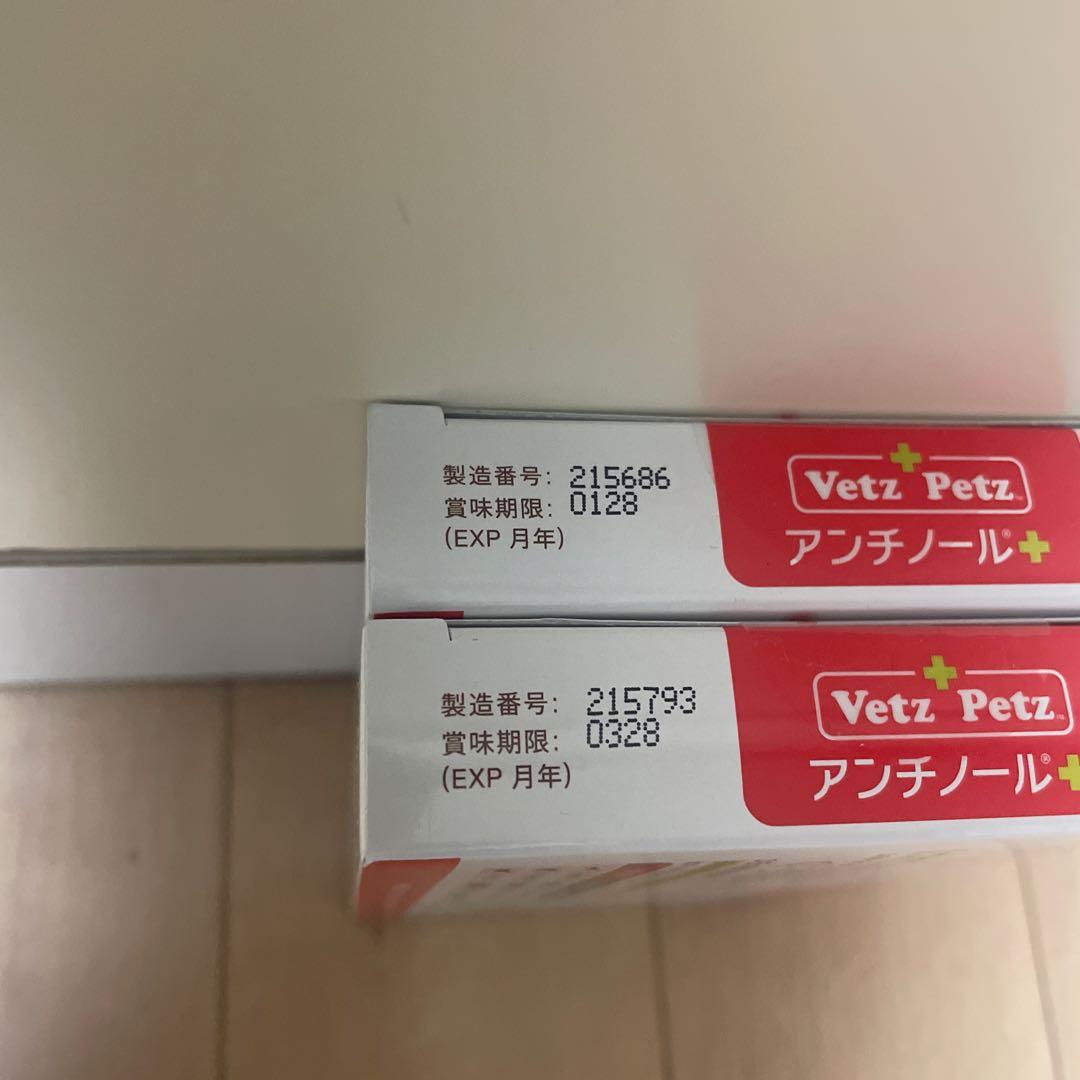 製造番号: 215686
賞味期限: 0128
(EXP 月年)
Vetz Petz™
アンチノール®+
製造番号: 215793
賞味期限: 0328
(EXP 月年)
Vetz Petz™
アンチノール®+